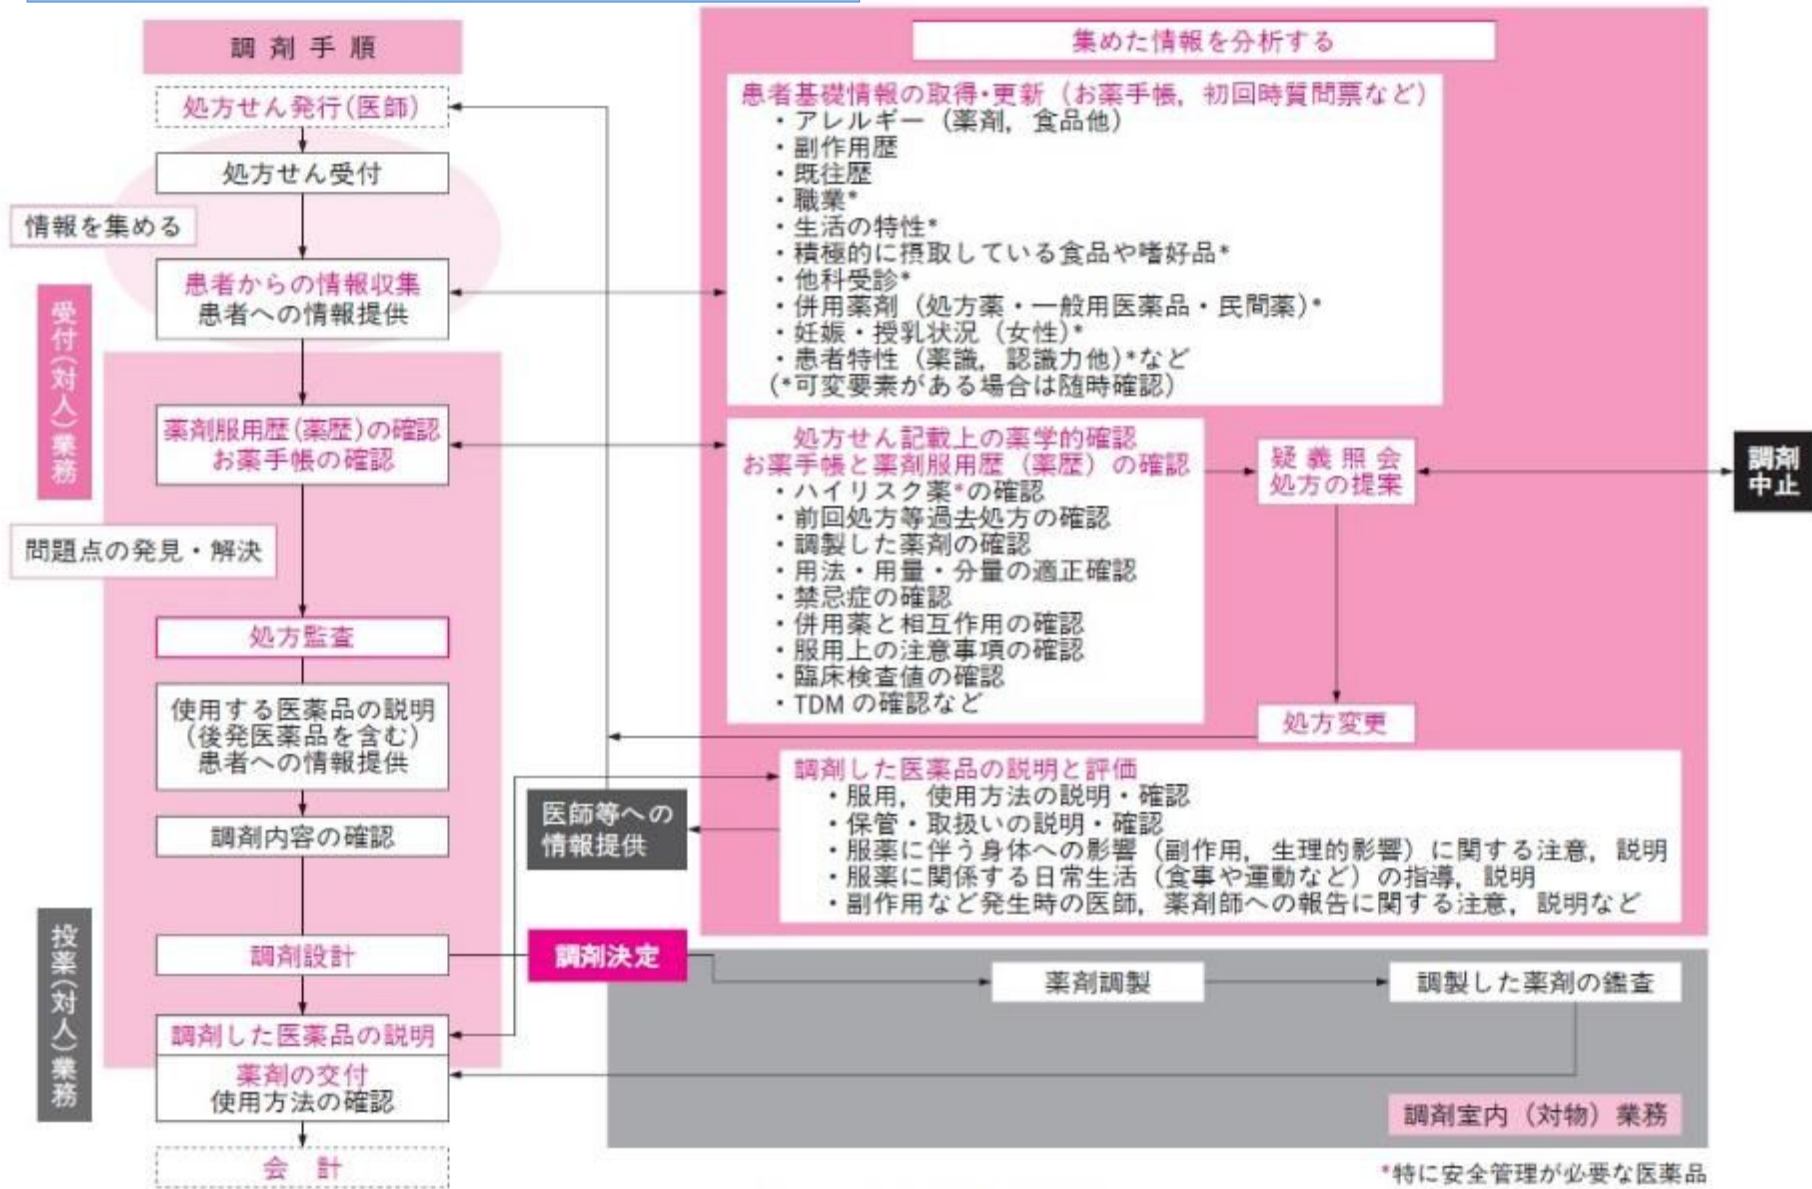 調剤手順
処方せん発行(医師)
処方せん受付
情報を集める
患者からの情報収集
患者への情報提供
受付(対人)業務
薬剤服用歴(薬歴)の確認
お薬手帳の確認
問題点の発見・解決
処方監査
使用する医薬品の説明
(後発医薬品を含む)
患者への情報提供
調剤内容の確認
投薬(対人)業務
調剤設計
調剤した医薬品の説明
薬剤の交付
使用方法の確認
会計
集めた情報を分析する
患者基礎情報の取得・更新(お薬手帳,初回時質問票など)
・アレルギー(薬剤,食品他)
・副作用歴
・既往歴
・職業*
・生活の特性*
・積極的に摂取している食品や嗜好品*
・他科受診*
・併用薬剤(処方薬・一般用医薬品・民間薬)*
・妊娠・授乳状況(女性)*
・患者特性(薬識,認識力他)*など
(*可変要素がある場合は随時確認)
処方せん記載上の薬学的確認
お薬手帳と薬剤服用歴(薬歴)の確認
・ハイリスク薬*の確認
・前回処方等過去処方の確認
・調製した薬剤の確認
・用法・用量・分量の適正確認
・禁忌症の確認
・併用薬と相互作用の確認
・服用上の注意事項の確認
・臨床検査値の確認
・TDMの確認など
疑義照会
処方の提案
調剤
中止
処方変更
調剤した医薬品の説明と評価
・服用,使用方法の説明・確認
・保管・取扱いの説明・確認
・服薬に伴う身体への影響(副作用,生理的影響)に関する注意,説明
・服薬に関係する日常生活(食事や運動など)の指導,説明
・副作用など発生時の医師,薬剤師への報告に関する注意,説明など
医師等への
情報提供
調剤決定
薬剤調製
調製した薬剤の鑑査
調剤室内(対物)業務
*特に安全管理が必要な医薬品